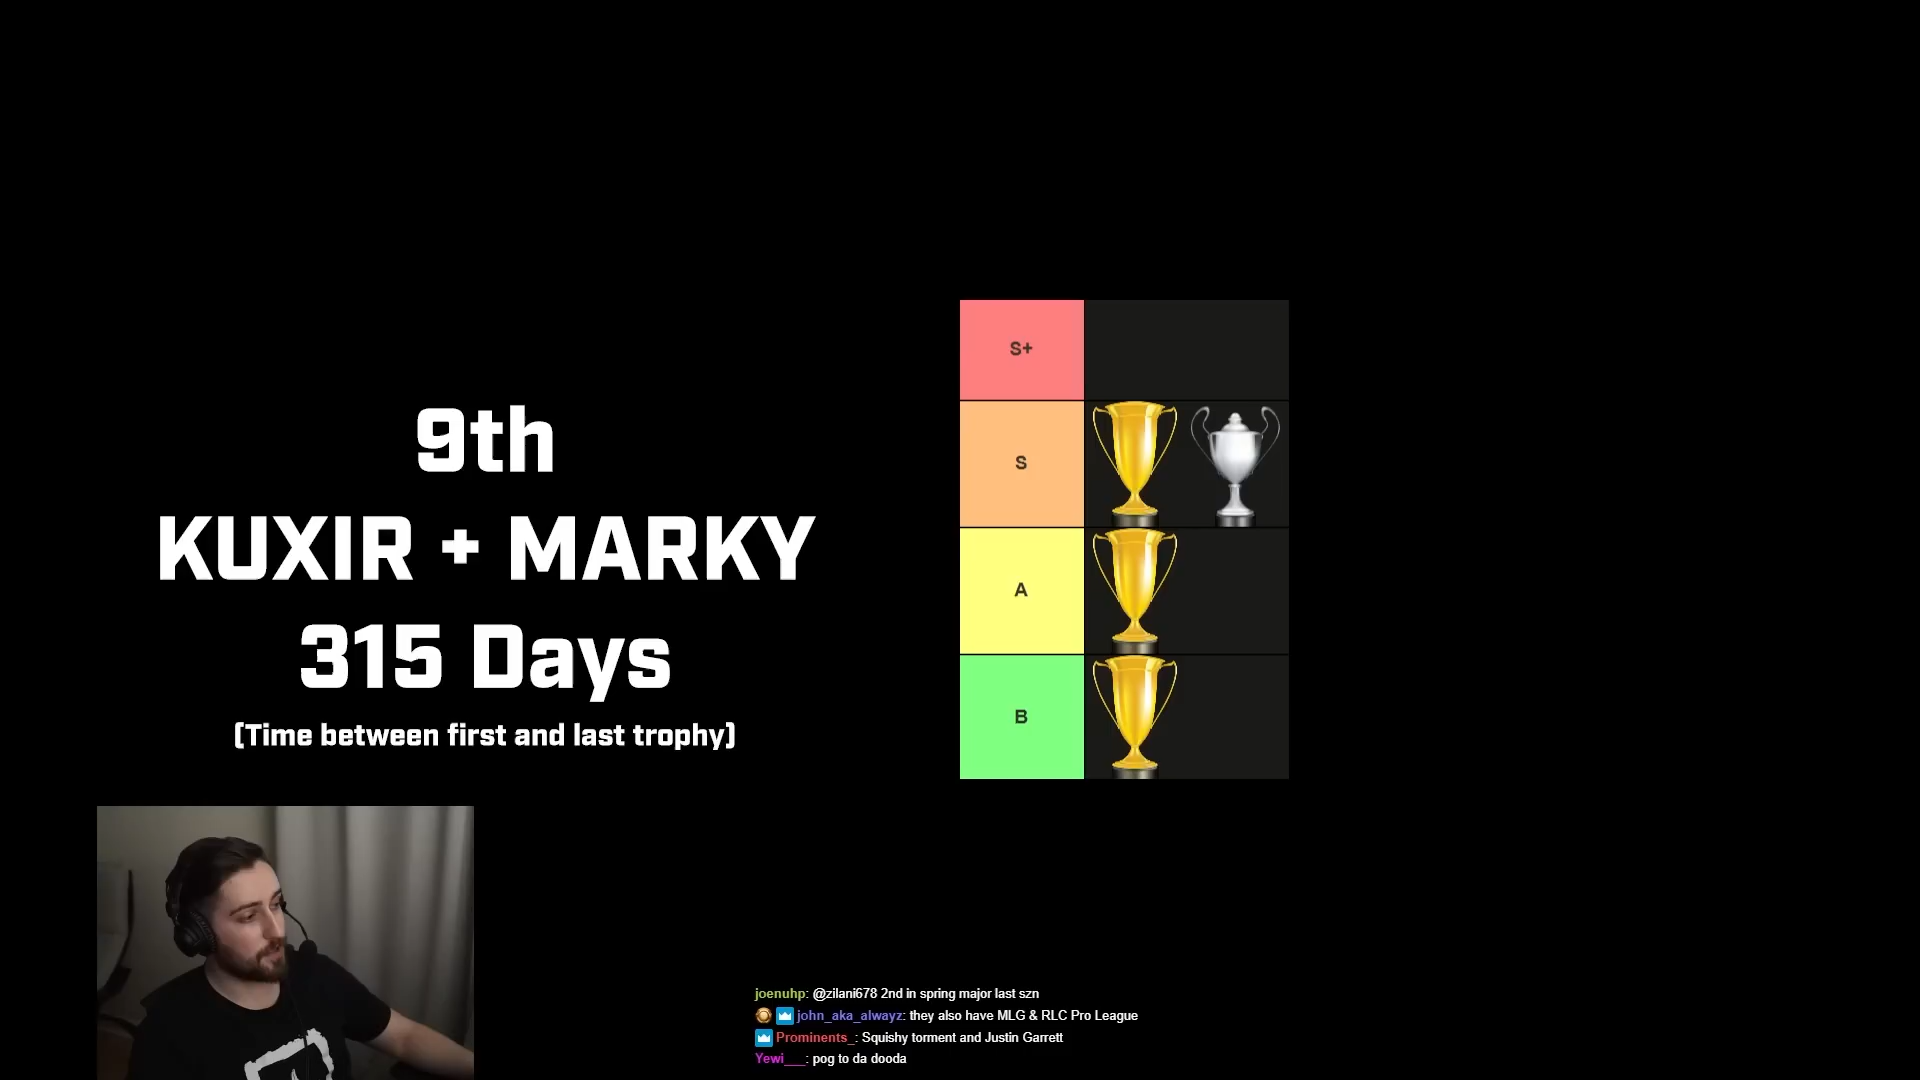 9th
KUXIR + MARKY
315 Days
(Time between first and last trophy)
S+
S
A
B
joenuhp: @zilani678 2nd in spring major last szn
john_aka_alwayz: they also have MLG & RLC Pro League
Prominents_: Squishy torment and Justin Garrett
Yewi___: pog to da dooda